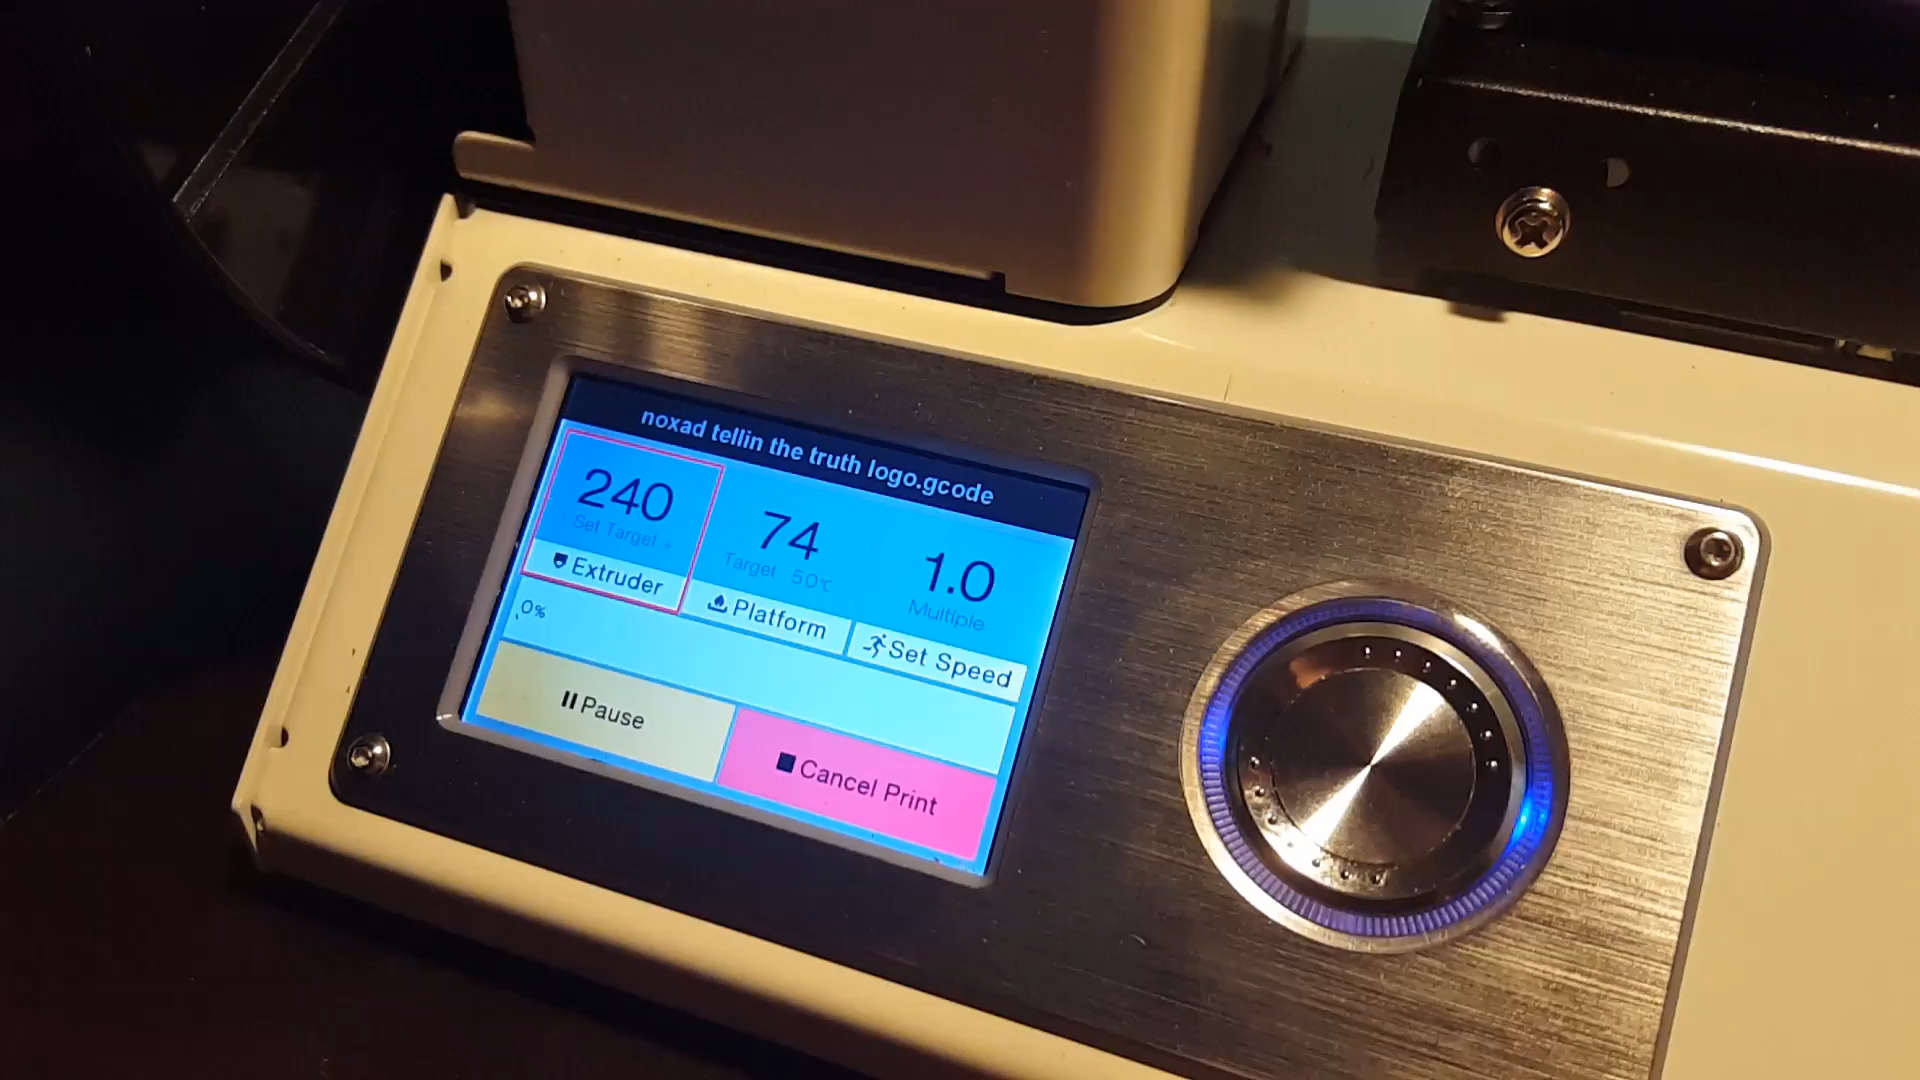 noxad tellin the truth logo.gcode
240
Set Target +
Extruder
74
Target 50℃
Platform
1.0
Multiple
Set Speed
0%
Pause
Cancel Print